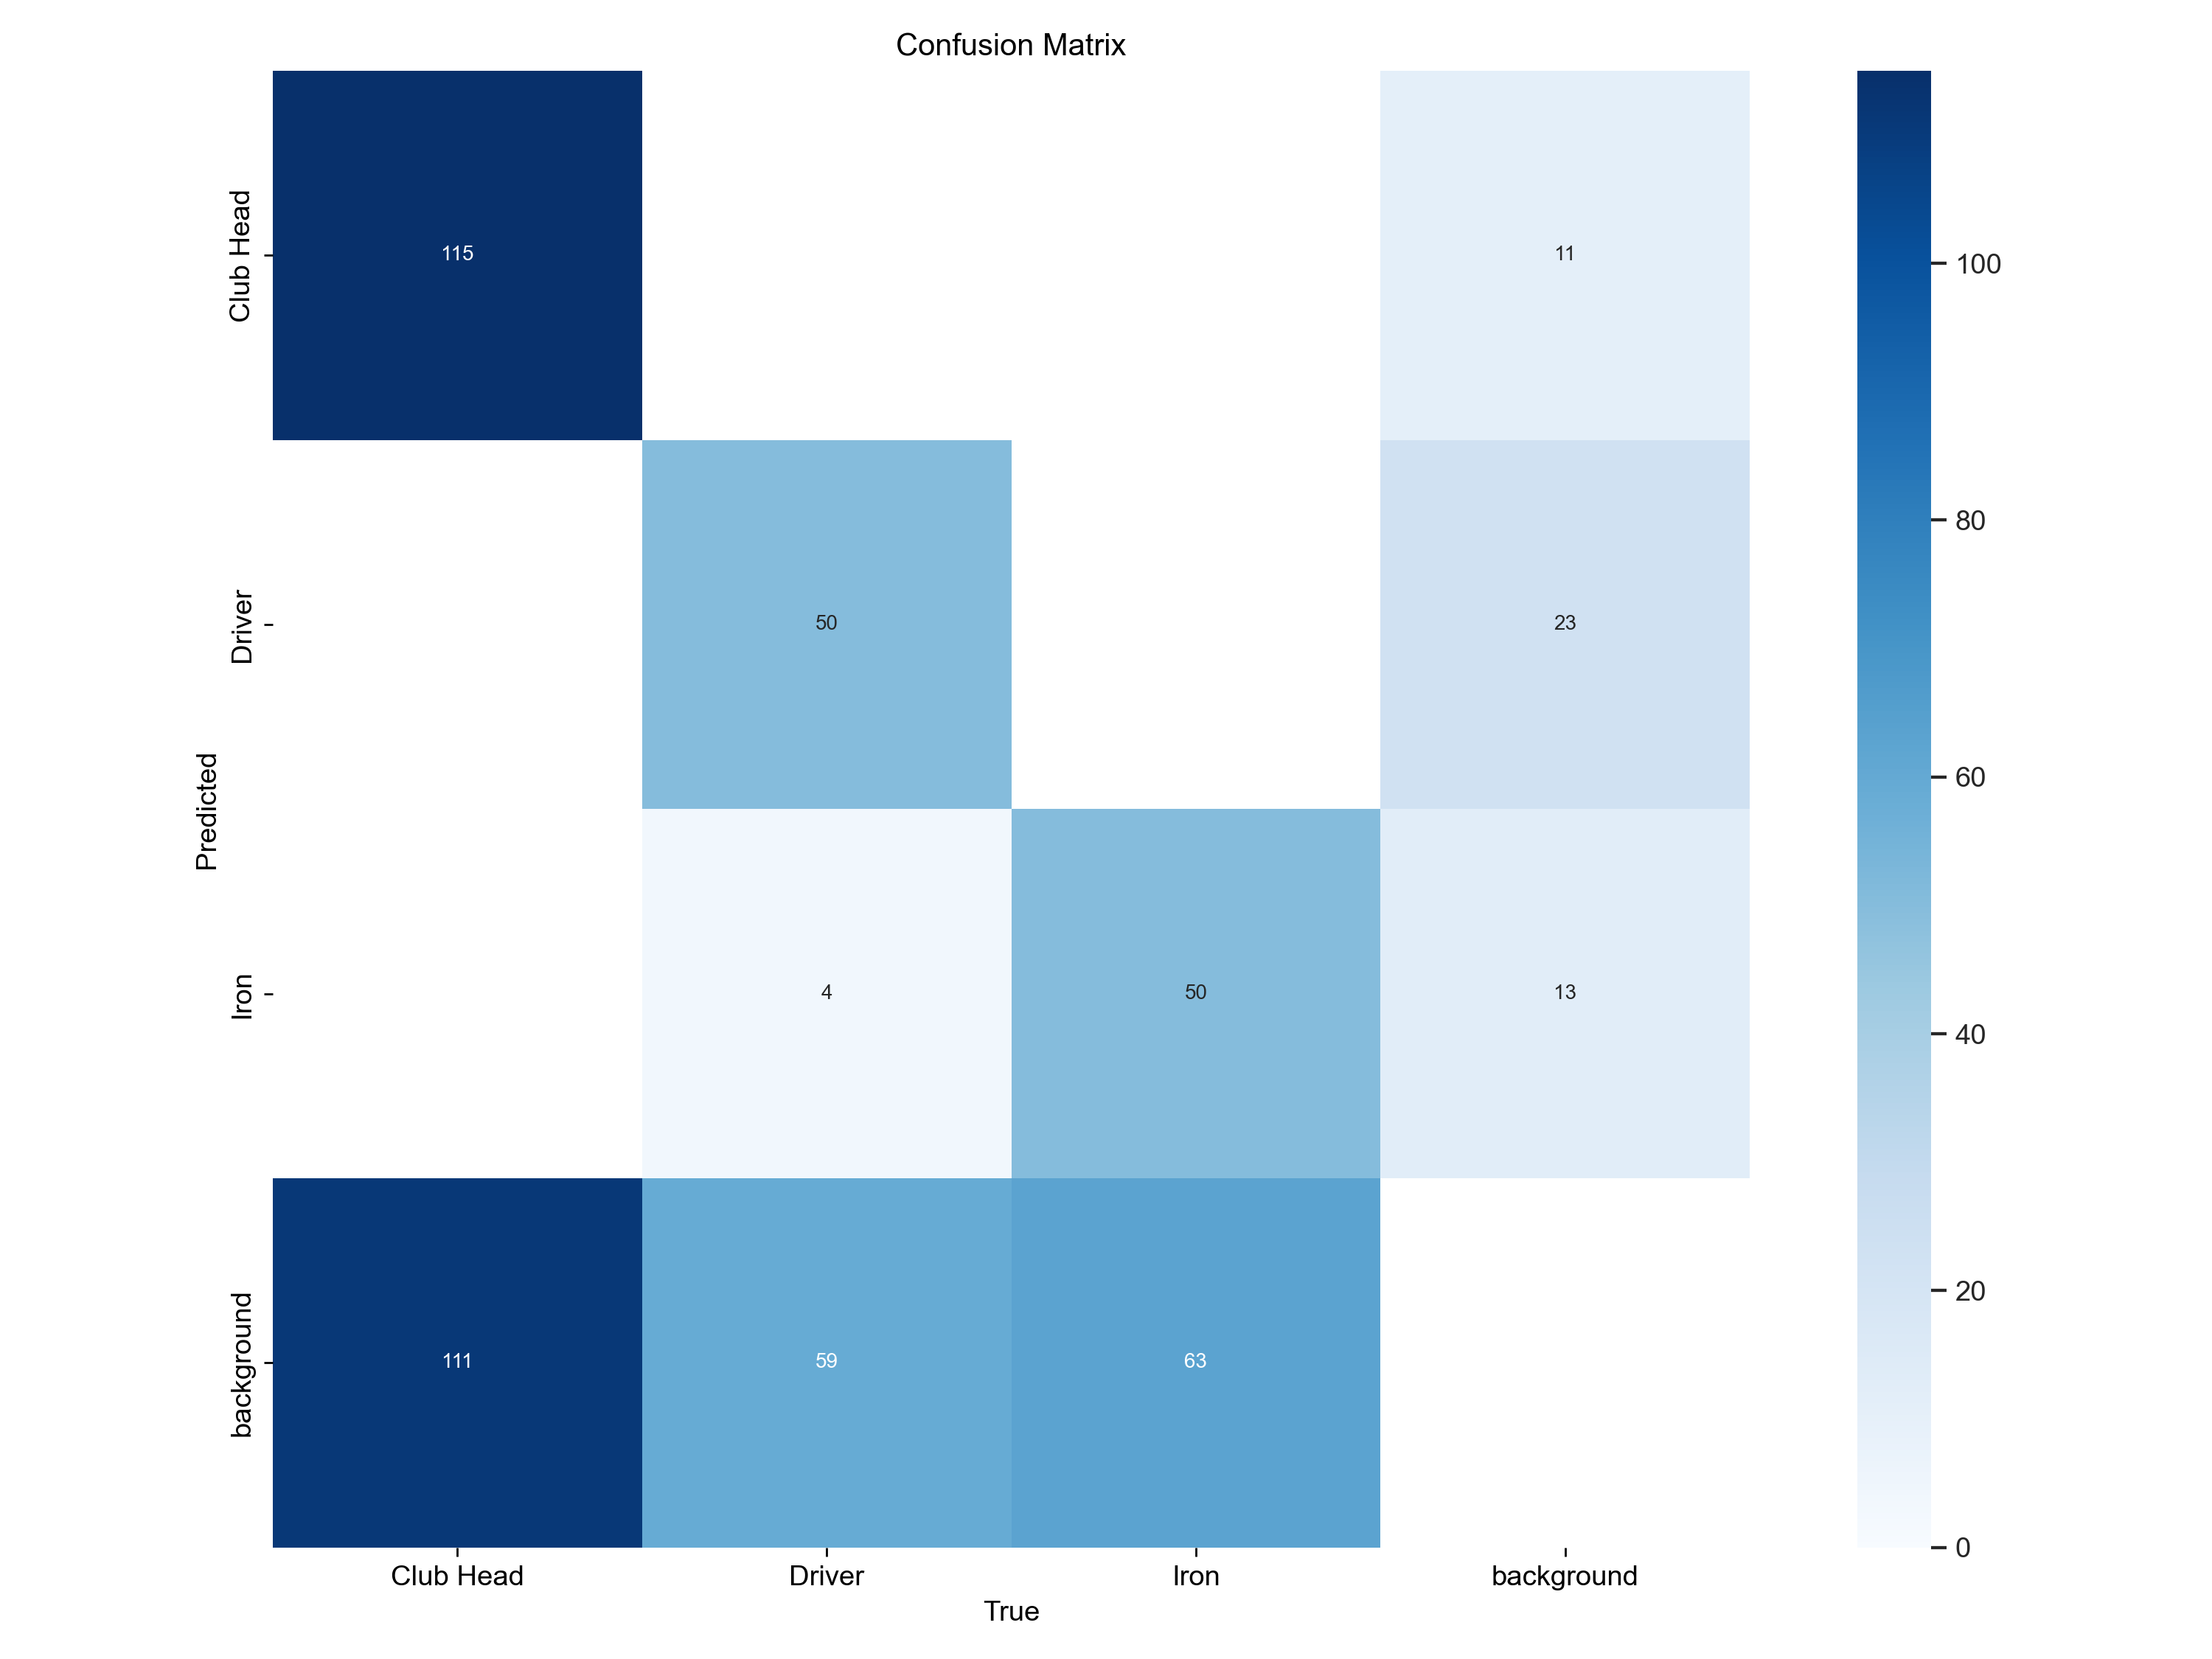 Confusion Matrix
Club Head
115
11
100
80
Driver
50
23
Predicted
60
Iron
4
50
13
40
background
111
59
63
20
0
Club Head
Driver
Iron
background
True